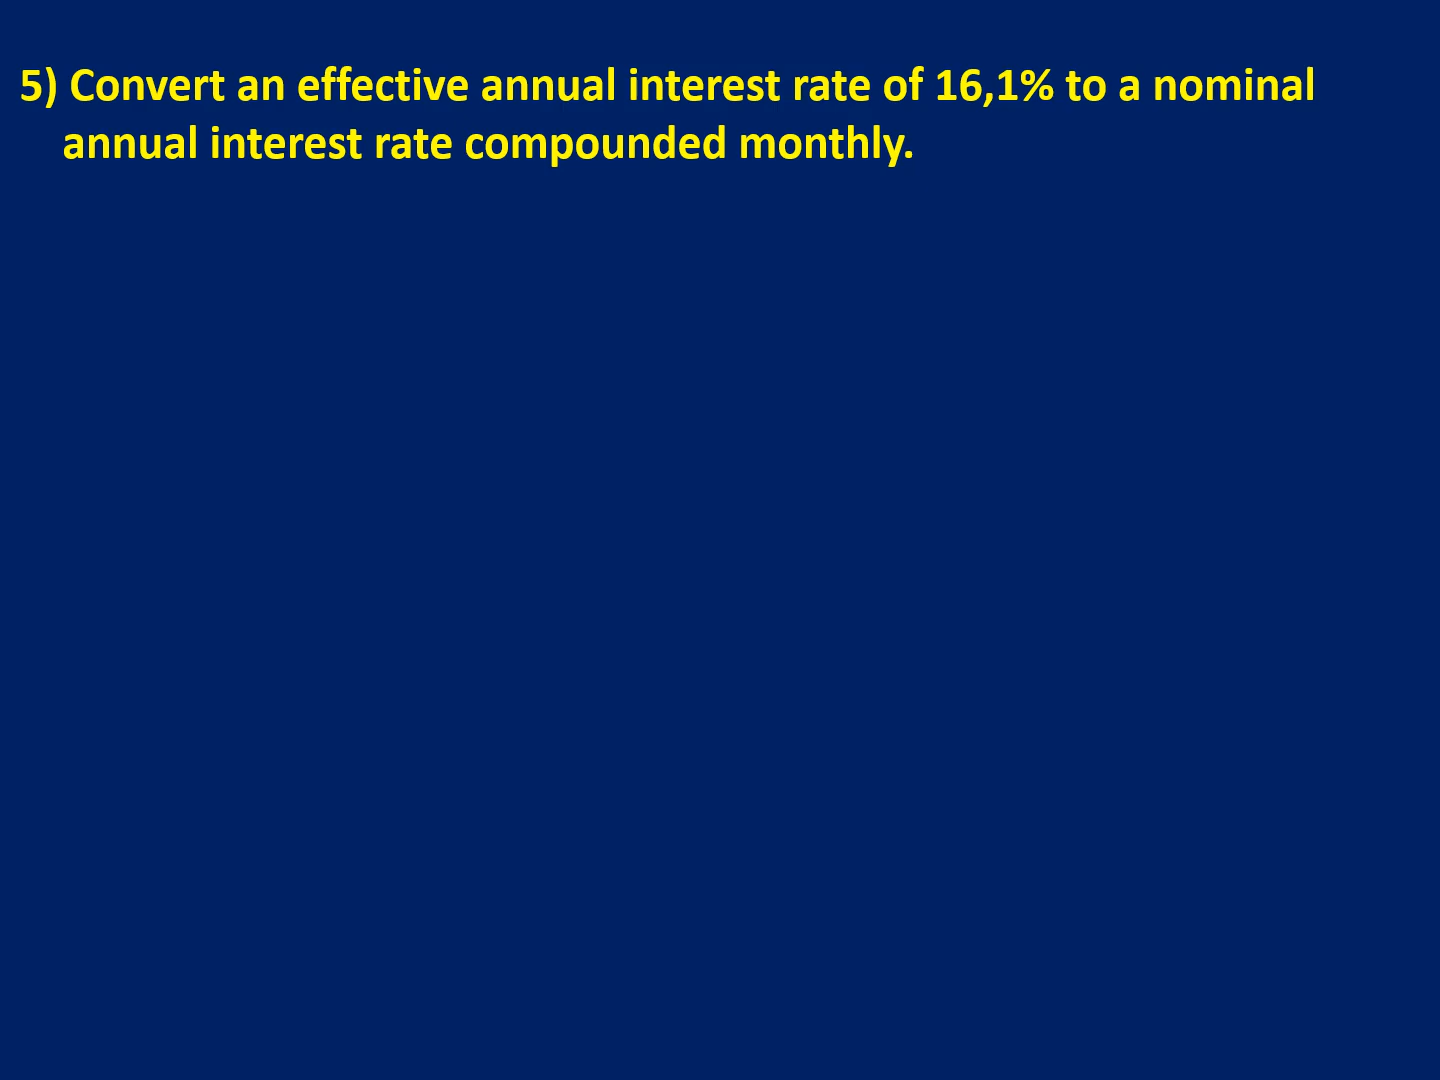 5) Convert an effective annual interest rate of 16,1% to a nominal
annual interest rate compounded monthly.